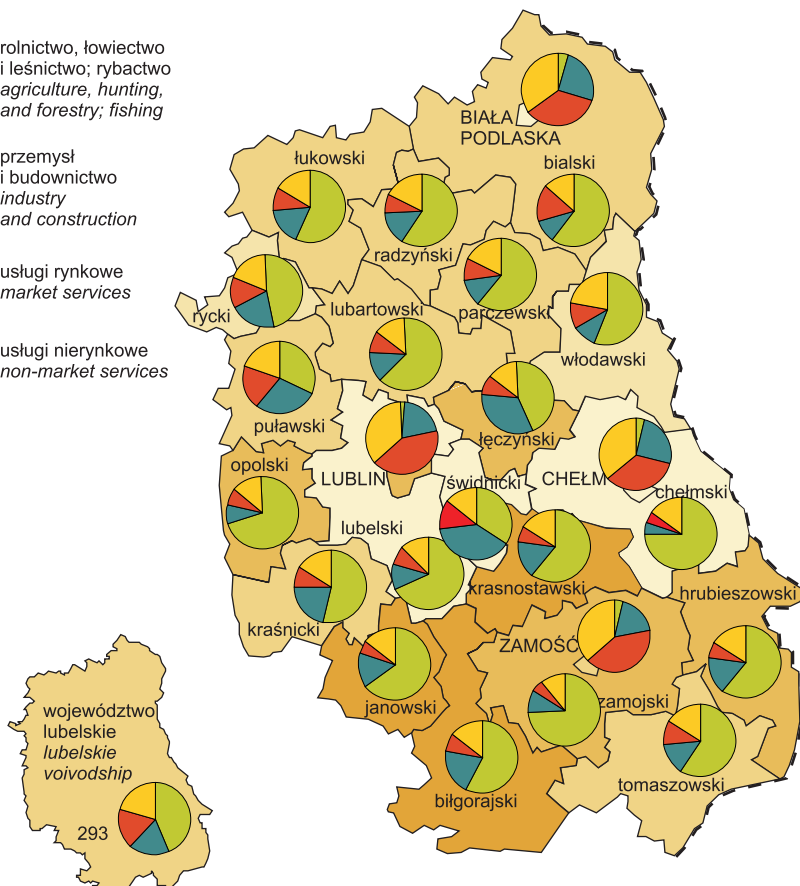 rolnictwo, łowiectwo
i leśnictwo; rybactwo
agriculture, hunting,
and forestry; fishing
przemysł
i budownictwo
industry
and construction
usługi rynkowe
market services
usługi nierynkowe
non-market services
BIAŁA
PODLASKA
bialski
łukowski
radzyński
parczewski
rycki
lubartowski
włodawski
puławski
łęczyński
opolski
LUBLIN
świdnicki
CHEŁM
chełmski
lubelski
krasnostawski
hrubieszowski
kraśnicki
ZAMOŚĆ
janowski
zamojski
tomaszowski
biłgorajski
województwo
lubelskie
lubelskie
voivodship
293